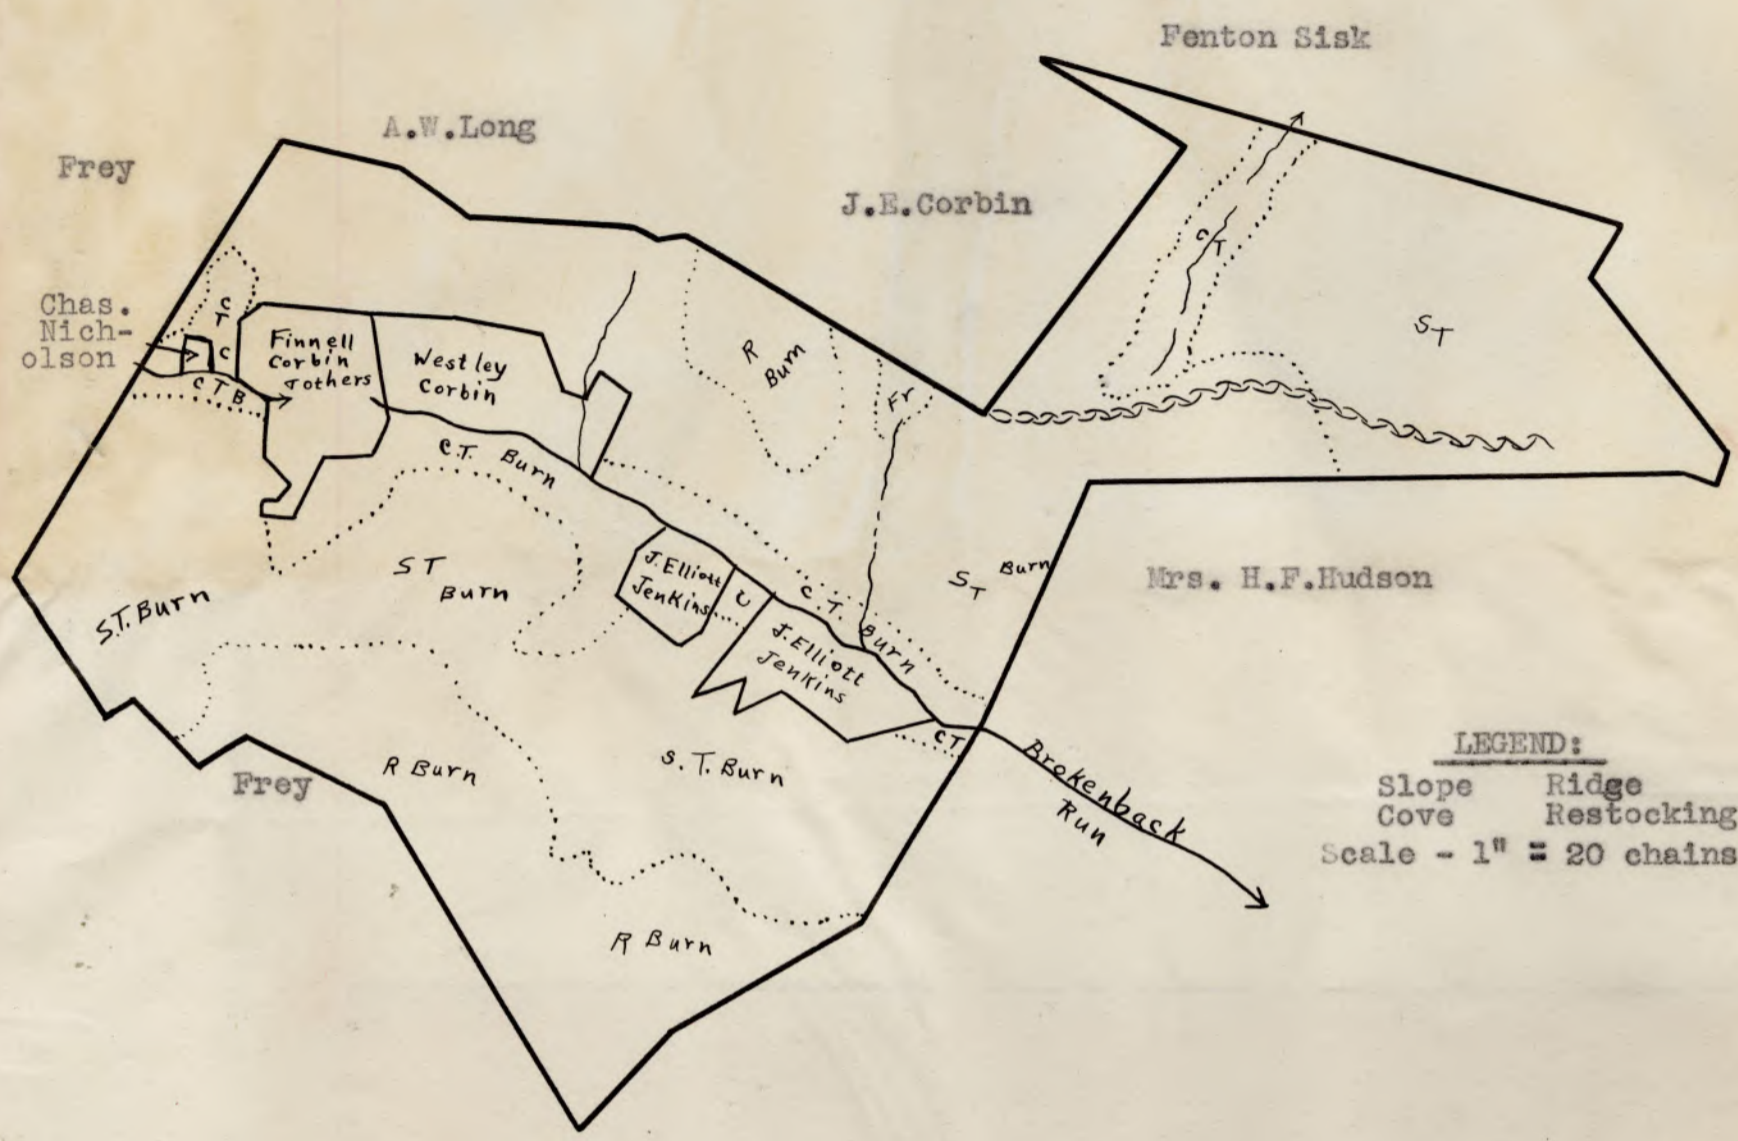 Fenton Sisk
A.W.Long
Frey
J.E.Corbin
Chas.
Nich-
olson
C
T
C
C T B
Finnell
Corbin
+others
Westley
Corbin
R
Burn
Fr
C T
S T
C.T. Burn
S T
Burn
S.T. Burn
J. Elliott
Jenkins
C
C.T. Burn
J. Elliott
Jenkins
S T Burn
Mrs. H.F.Hudson
C T
R Burn
S.T. Burn
Frey
R Burn
Brokenback
Run
LEGEND:
Slope Ridge
Cove Restocking
Scale - 1" = 20 chains